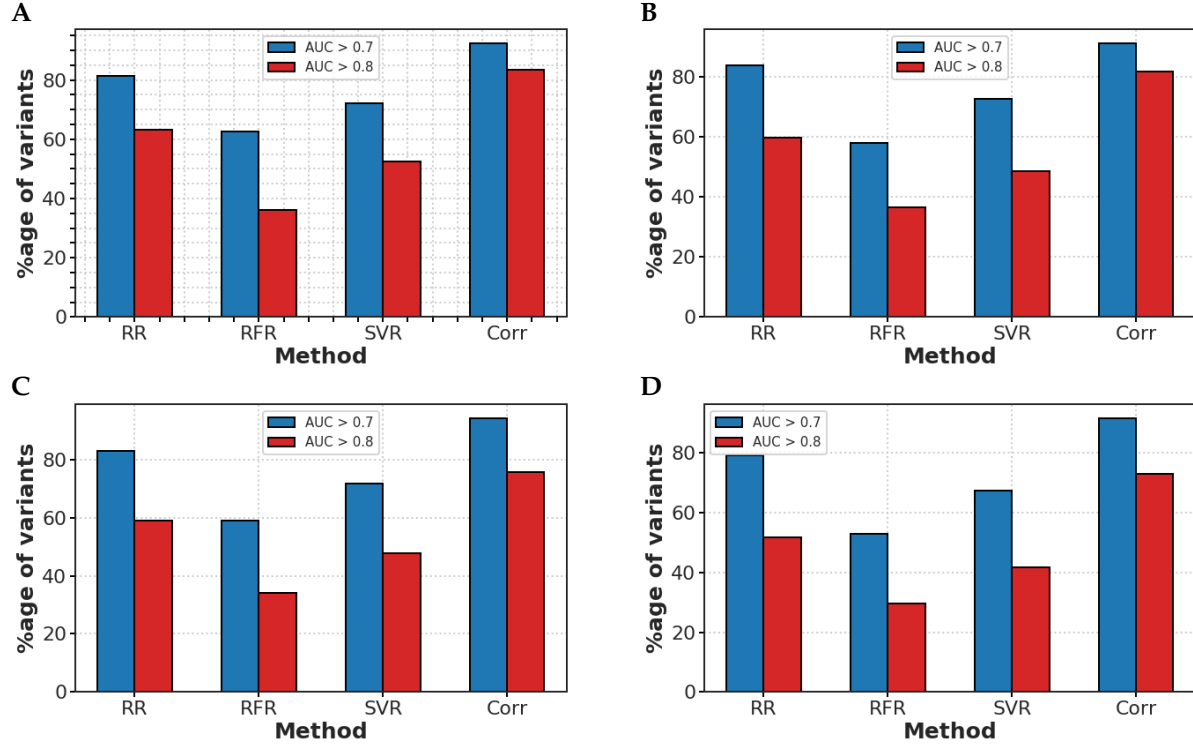 A
AUC > 0.7
AUC > 0.8
%age of variants
80
60
40
20
0
RR RFR SVR Corr
Method
B
AUC > 0.7
AUC > 0.8
%age of variants
80
60
40
20
0
RR RFR SVR Corr
Method
C
AUC > 0.7
AUC > 0.8
%age of variants
80
60
40
20
0
RR RFR SVR Corr
Method
D
AUC > 0.7
AUC > 0.8
%age of variants
80
60
40
20
0
RR RFR SVR Corr
Method